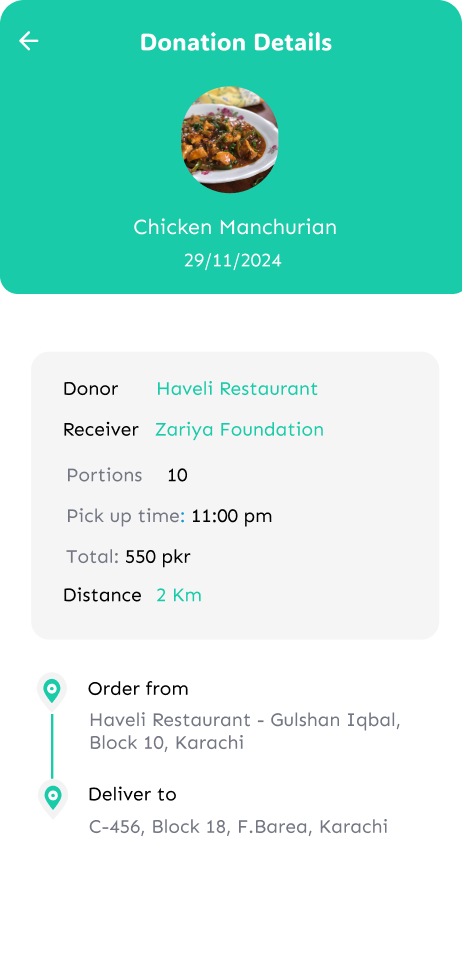 Donation Details
Chicken Manchurian
29/11/2024
Donor Haveli Restaurant
Receiver Zariya Foundation
Portions 10
Pick up time: 11:00 pm
Total: 550 pkr
Distance 2 Km
Order from
Haveli Restaurant - Gulshan Iqbal,
Block 10, Karachi
Deliver to
C-456, Block 18, F.Barea, Karachi